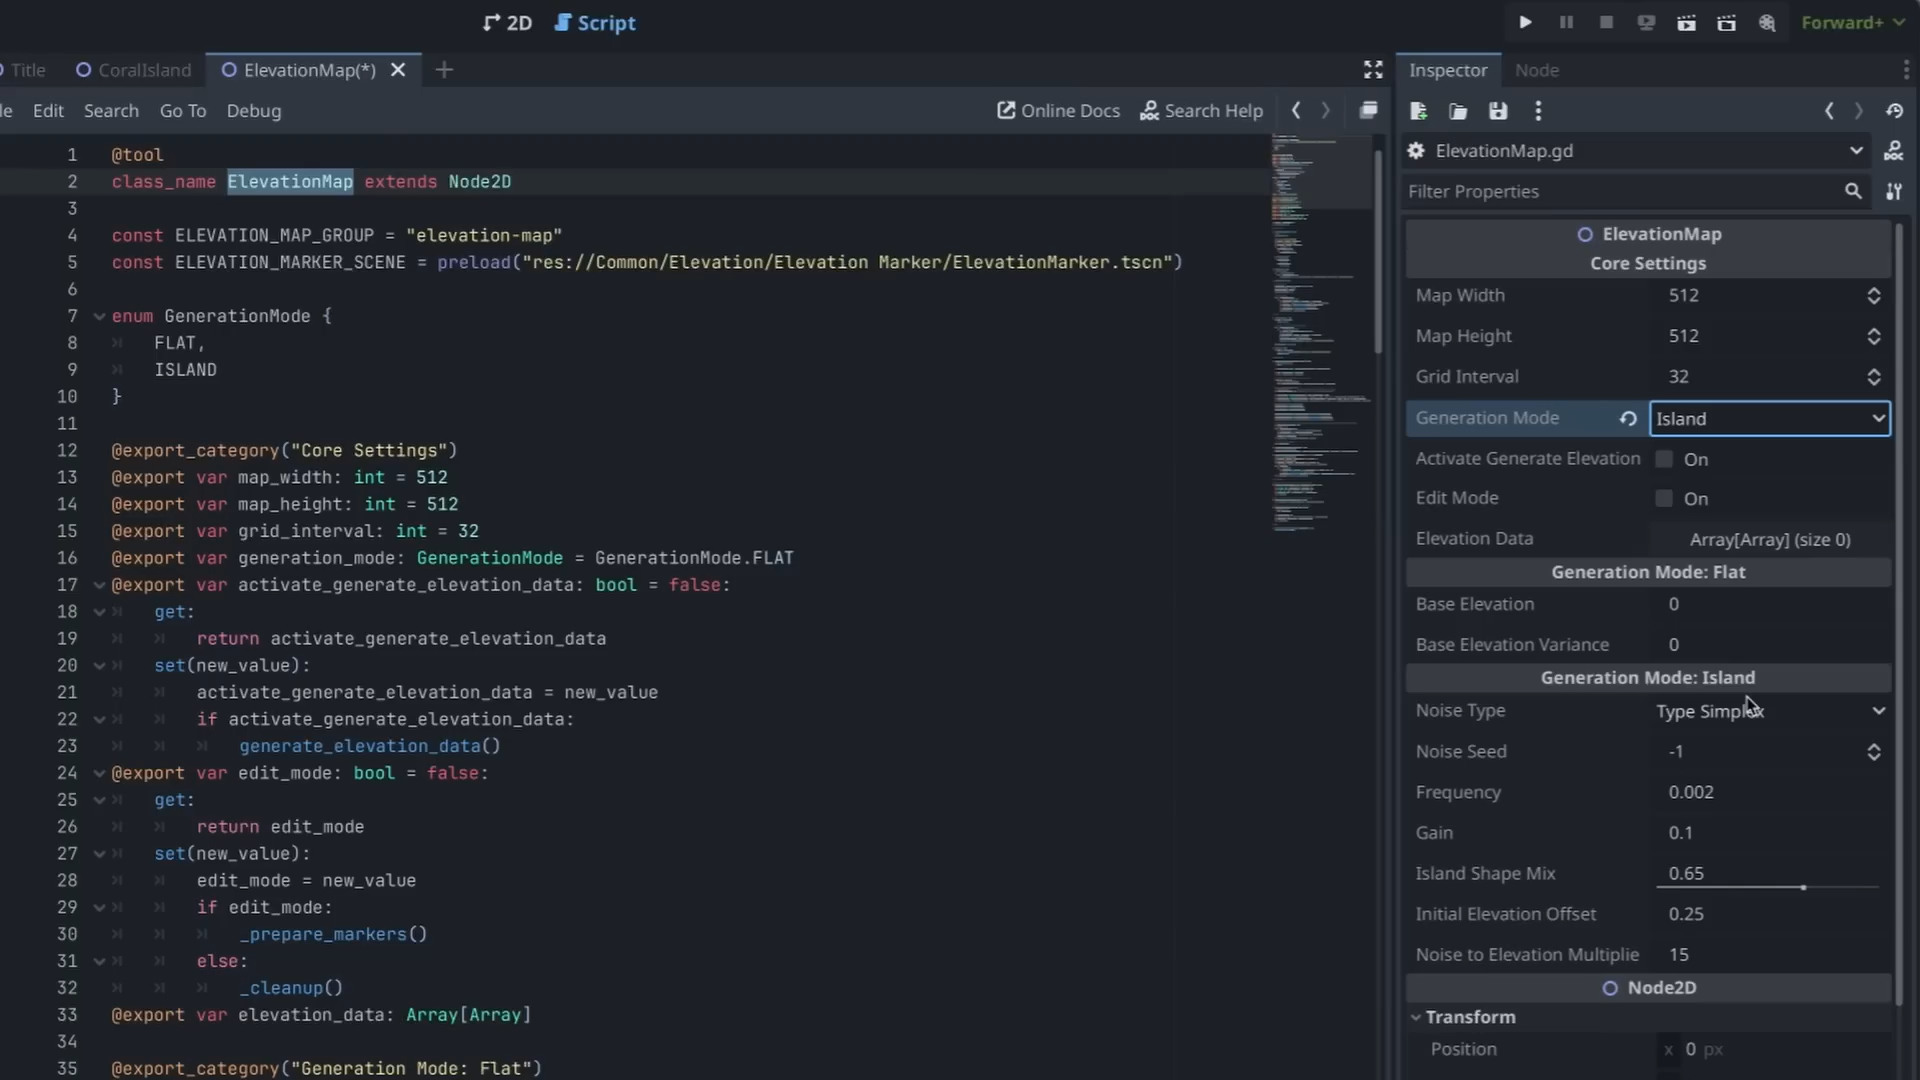 2D
Script
Forward+
Title
CoralIsland
ElevationMap(*)
Edit
Search
Go To
Debug
Online Docs
Search Help
1 @tool
2 class_name ElevationMap extends Node2D
3
4 const ELEVATION_MAP_GROUP = "elevation-map"
5 const ELEVATION_MARKER_SCENE = preload("res://Common/Elevation/Elevation Marker/ElevationMarker.tscn")
6
7 enum GenerationMode {
8 FLAT,
9 ISLAND
10 }
11
12 @export_category("Core Settings")
13 @export var map_width: int = 512
14 @export var map_height: int = 512
15 @export var grid_interval: int = 32
16 @export var generation_mode: GenerationMode = GenerationMode.FLAT
17 @export var activate_generate_elevation_data: bool = false:
18 get:
19 return activate_generate_elevation_data
20 set(new_value):
21 activate_generate_elevation_data = new_value
22 if activate_generate_elevation_data:
23 generate_elevation_data()
24 @export var edit_mode: bool = false:
25 get:
26 return edit_mode
27 set(new_value):
28 edit_mode = new_value
29 if edit_mode:
30 _prepare_markers()
31 else:
32 _cleanup()
33 @export var elevation_data: Array[Array]
34
35 @export_category("Generation Mode: Flat")
Inspector
Node
ElevationMap.gd
Filter Properties
ElevationMap
Core Settings
Map Width 512
Map Height 512
Grid Interval 32
Generation Mode Island
Activate Generate Elevation On
Edit Mode On
Elevation Data Array[Array] (size 0)
Generation Mode: Flat
Base Elevation 0
Base Elevation Variance 0
Generation Mode: Island
Noise Type Type Simplex
Noise Seed -1
Frequency 0.002
Gain 0.1
Island Shape Mix 0.65
Initial Elevation Offset 0.25
Noise to Elevation Multiplie 15
Node2D
Transform
Position x 0 px